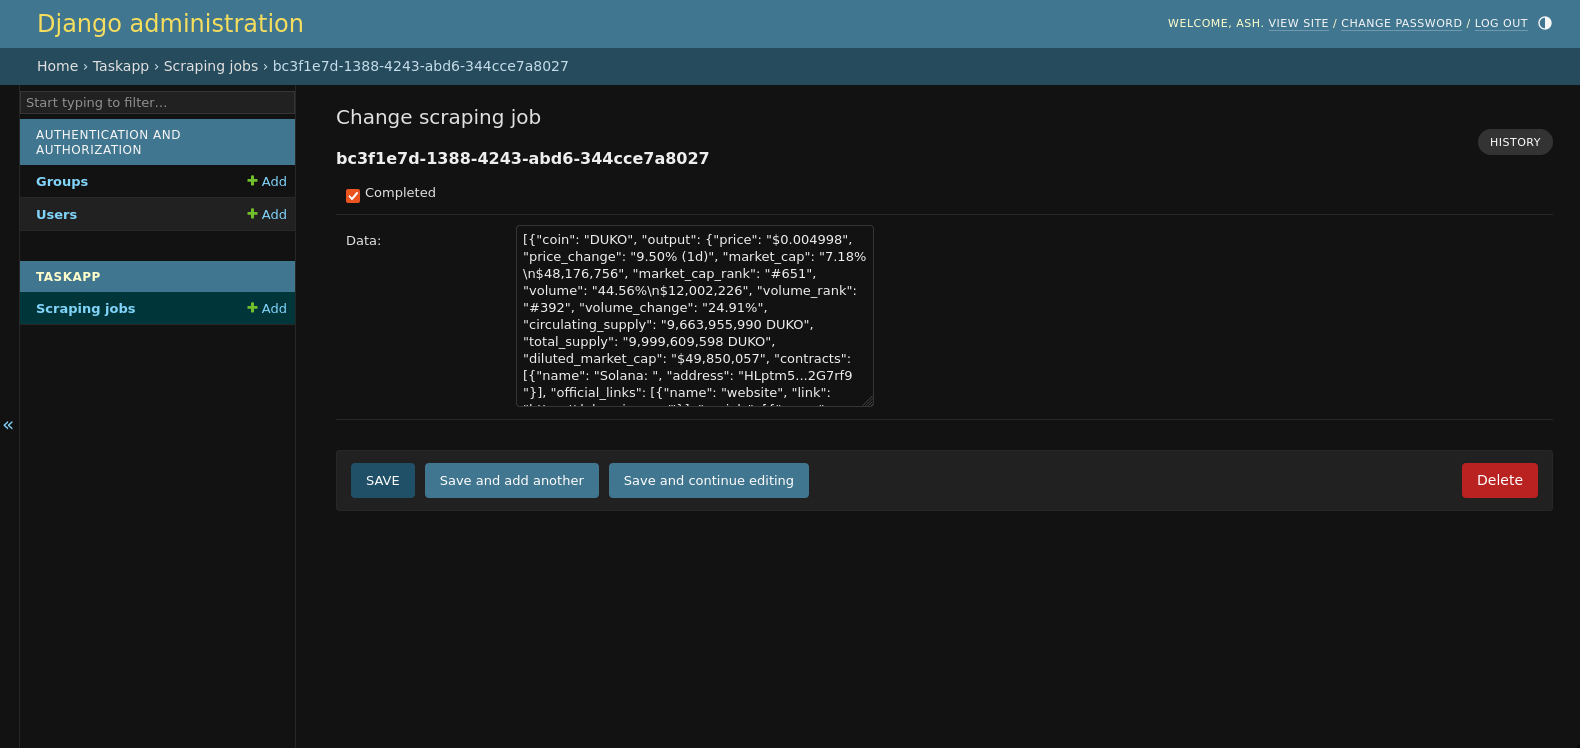 Django administration
WELCOME, ASH. VIEW SITE / CHANGE PASSWORD / LOG OUT
Home › Taskapp › Scraping jobs › bc3f1e7d-1388-4243-abd6-344cce7a8027
Start typing to filter...
AUTHENTICATION AND
AUTHORIZATION
Groups
Add
Users
Add
TASKAPP
Scraping jobs
Add
«
Change scraping job
HISTORY
bc3f1e7d-1388-4243-abd6-344cce7a8027
Completed
Data:
[{"coin": "DUKO", "output": {"price": "$0.004998",
"price_change": "9.50% (1d)", "market_cap": "7.18%
\n$48,176,756", "market_cap_rank": "#651",
"volume": "44.56%\n$12,002,226", "volume_rank":
"#392", "volume_change": "24.91%",
"circulating_supply": "9,663,955,990 DUKO",
"total_supply": "9,999,609,598 DUKO",
"diluted_market_cap": "$49,850,057", "contracts":
[{"name": "Solana: ", "address": "HLptm5...2G7rf9
"}], "official_links": [{"name": "website", "link":
SAVE
Save and add another
Save and continue editing
Delete